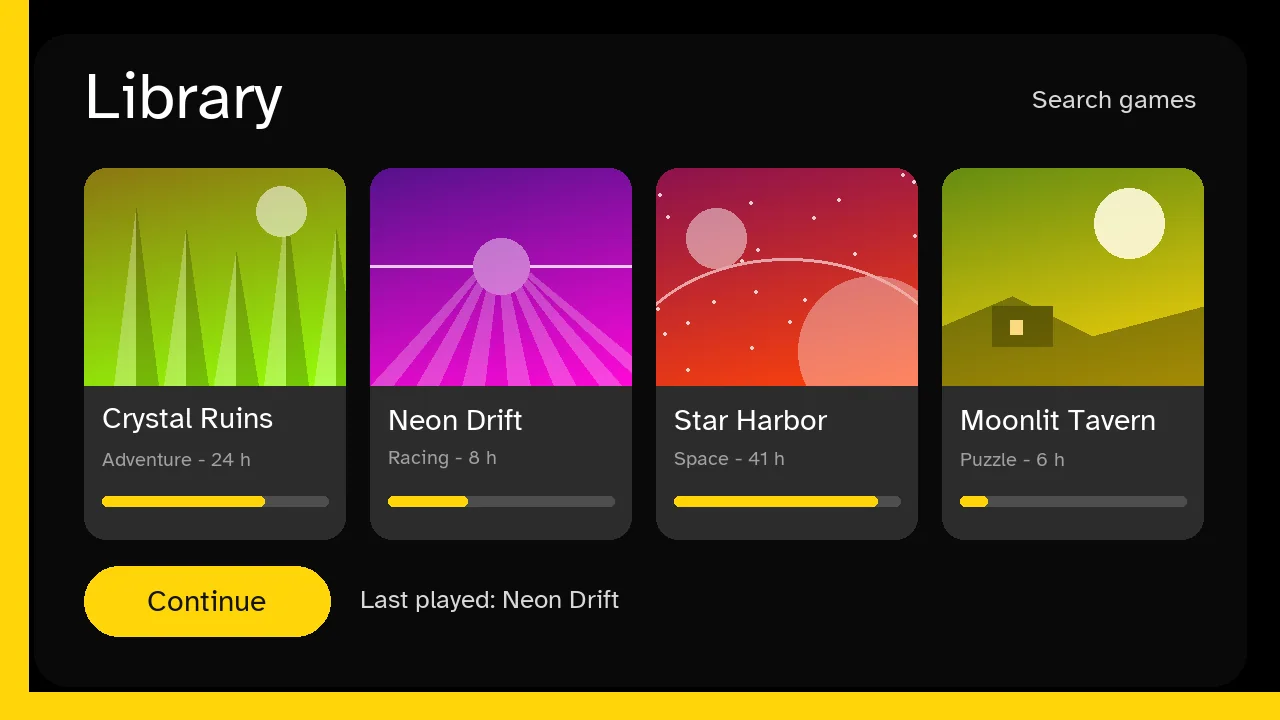 Library
Search games
Crystal Ruins
Adventure - 24 h
Neon Drift
Racing - 8 h
Star Harbor
Space - 41 h
Moonlit Tavern
Puzzle - 6 h
Continue
Last played: Neon Drift